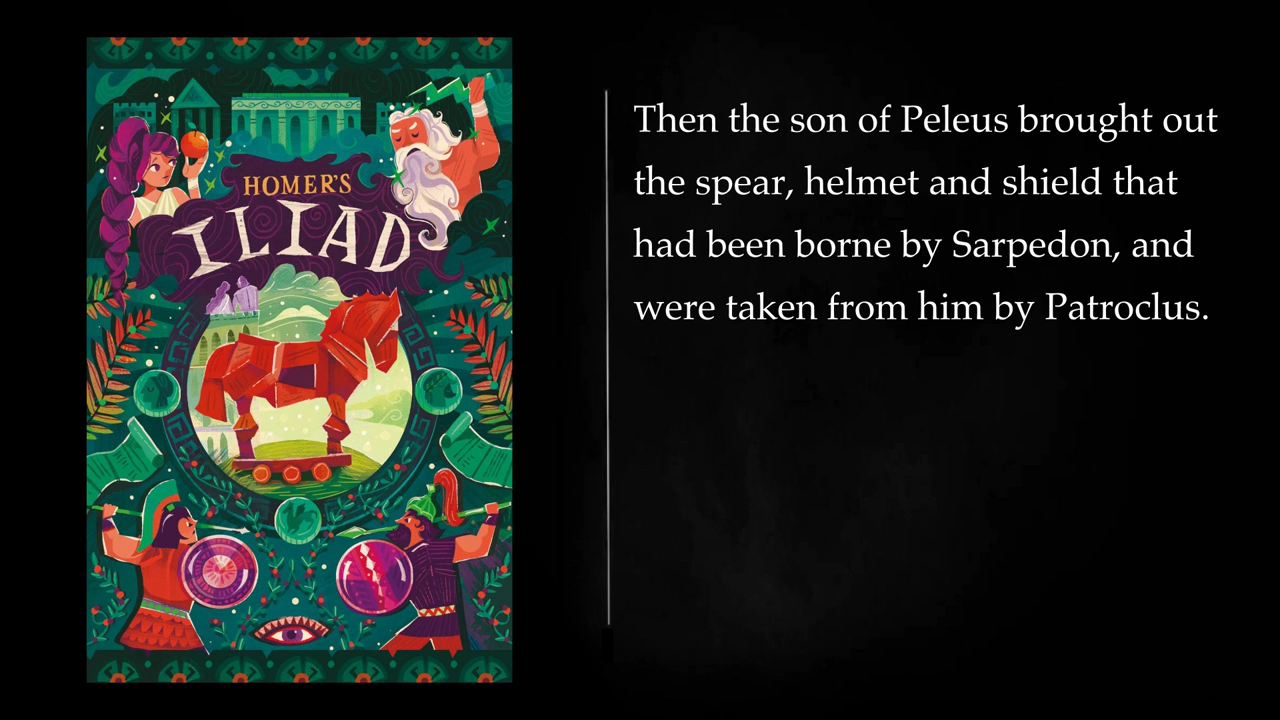 HOMER'S
ILIAD
Then the son of Peleus brought out
the spear, helmet and shield that
had been borne by Sarpedon, and
were taken from him by Patroclus.